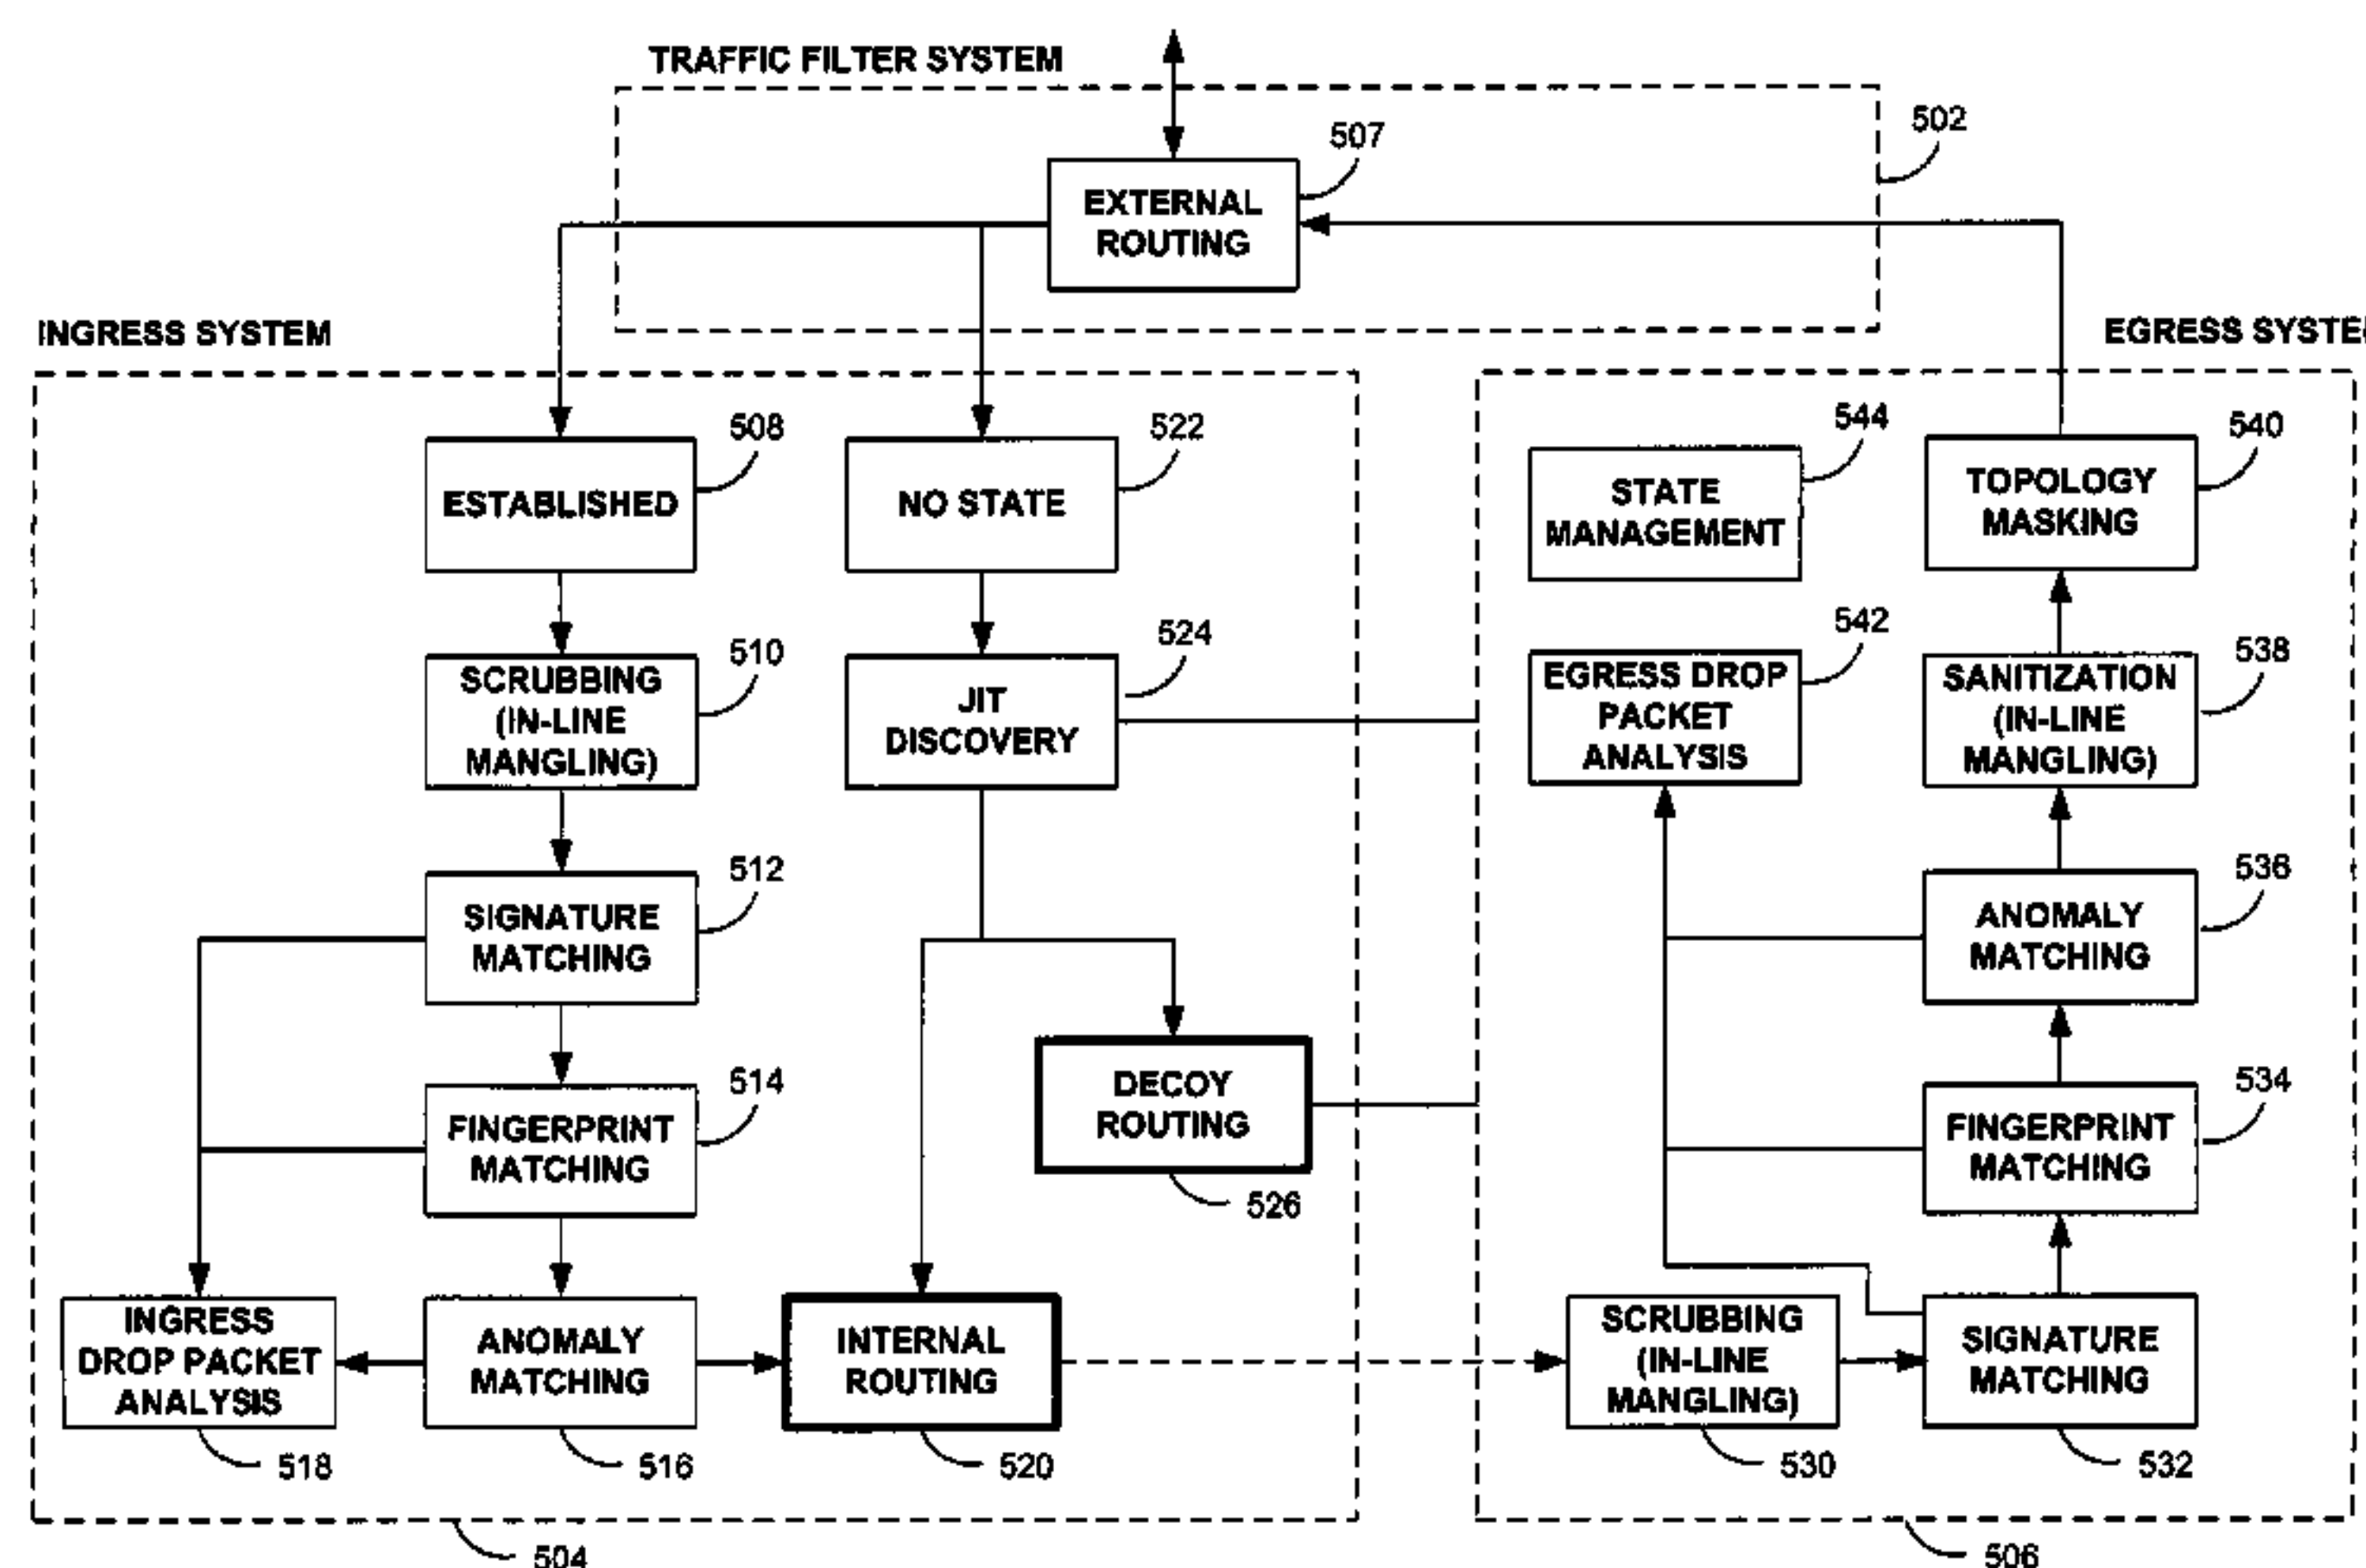 TRAFFIC FILTER SYSTEM
502
507
EXTERNAL
ROUTING
INGRESS SYSTEM
EGRESS SYSTE
508
ESTABLISHED
522
NO STATE
544
STATE
MANAGEMENT
540
TOPOLOGY
MASKING
510
SCRUBBING
(IN-LINE
MANGLING)
524
JIT
DISCOVERY
542
EGRESS DROP
PACKET
ANALYSIS
538
SANITIZATION
(IN-LINE
MANGLING)
512
SIGNATURE
MATCHING
536
ANOMALY
MATCHING
514
FINGERPRINT
MATCHING
DECOY
ROUTING
526
534
FINGERPRINT
MATCHING
INGRESS
DROP PACKET
ANALYSIS
518
ANOMALY
MATCHING
516
INTERNAL
ROUTING
520
SCRUBBING
(IN-LINE
MANGLING)
530
SIGNATURE
MATCHING
532
504
506